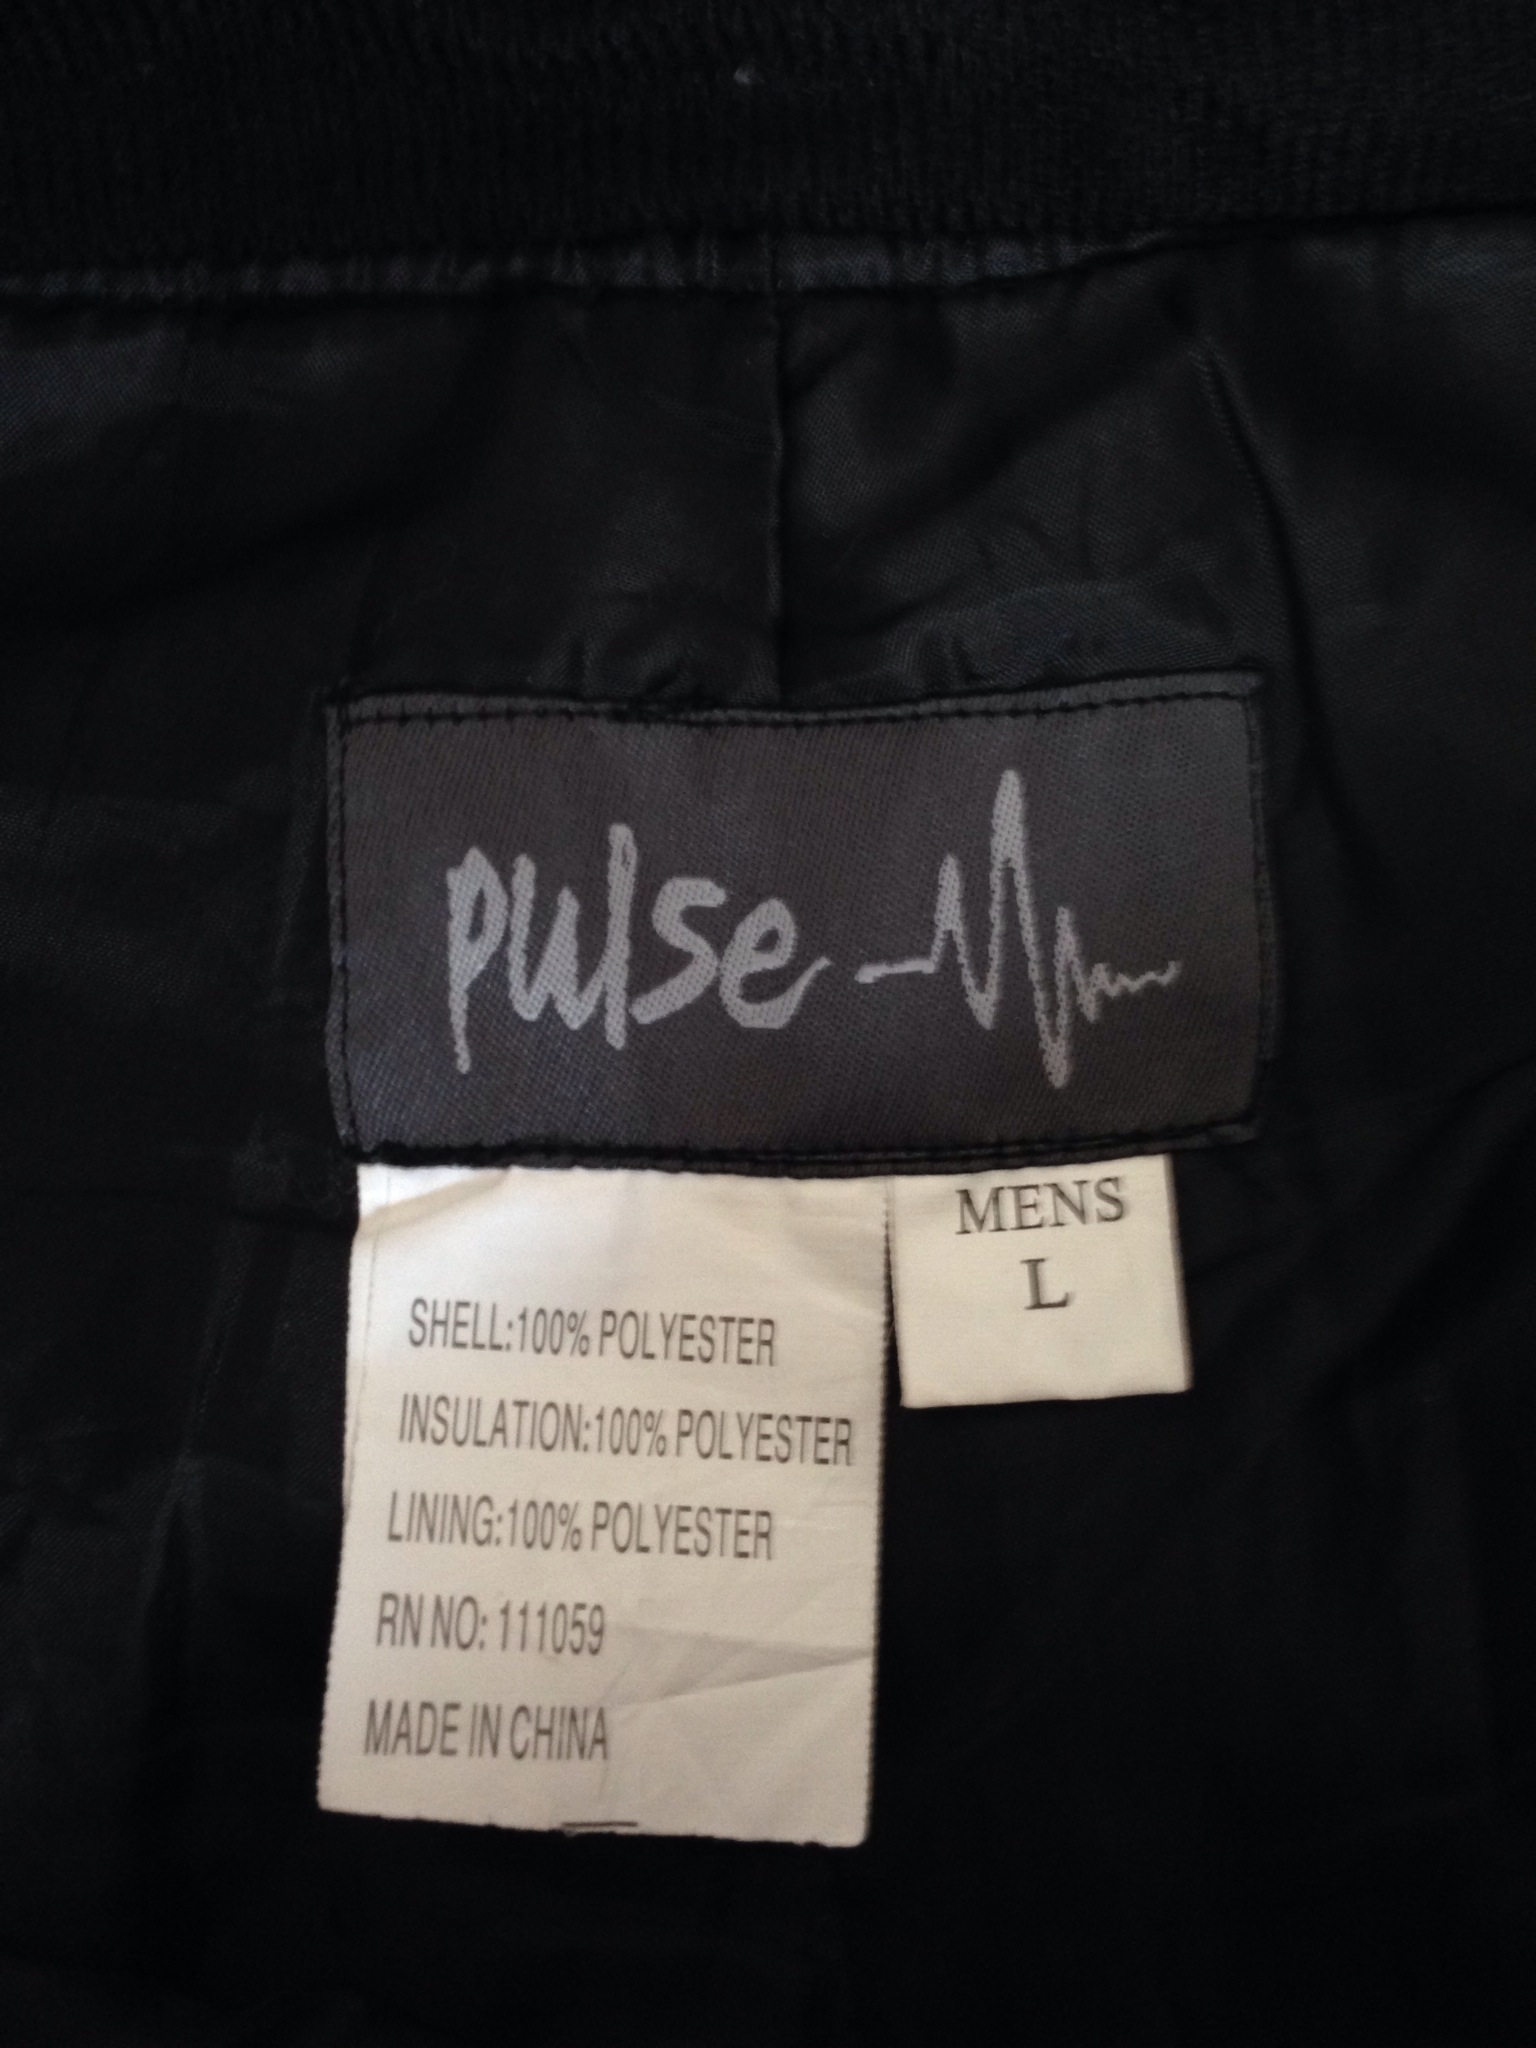 pulse
MENS
L
SHELL:100% POLYESTER
INSULATION:100% POLYESTER
LINING:100% POLYESTER
RN NO: 111059
MADE IN CHINA